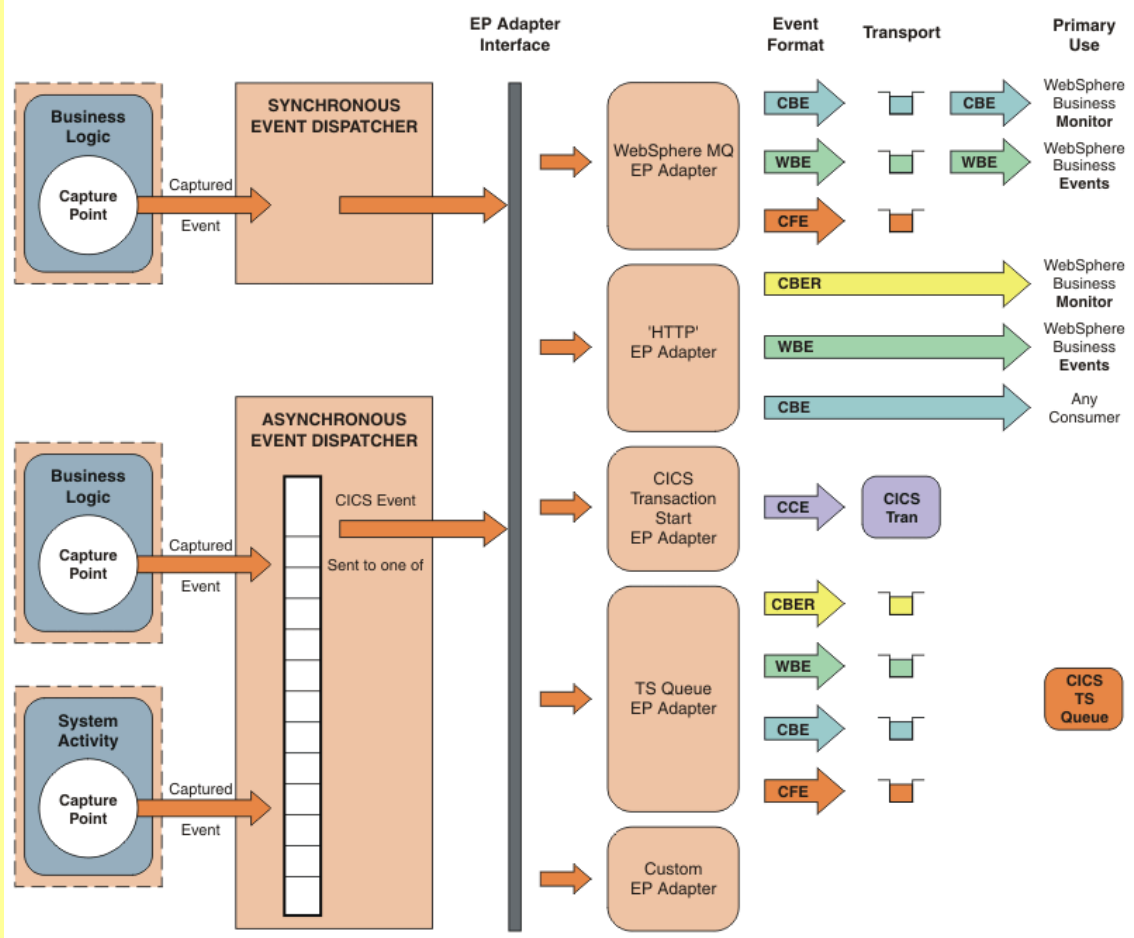 EP Adapter
Interface
Event
Format
Transport
Primary
Use
Business
Logic
Capture
Point
Captured
Event
SYNCHRONOUS
EVENT DISPATCHER
WebSphere MQ
EP Adapter
CBE
CBE
WebSphere
Business
Monitor
WBE
WBE
WebSphere
Business
Events
CFE
'HTTP'
EP Adapter
CBER
WebSphere
Business
Monitor
WBE
WebSphere
Business
Events
CBE
Any
Consumer
Business
Logic
Capture
Point
Captured
Event
ASYNCHRONOUS
EVENT DISPATCHER
CICS Event
Sent to one of
CICS
Transaction
Start
EP Adapter
CCE
CICS
Tran
System
Activity
Capture
Point
Captured
Event
TS Queue
EP Adapter
CBER
WBE
CBE
CFE
CICS
TS
Queue
Custom
EP Adapter